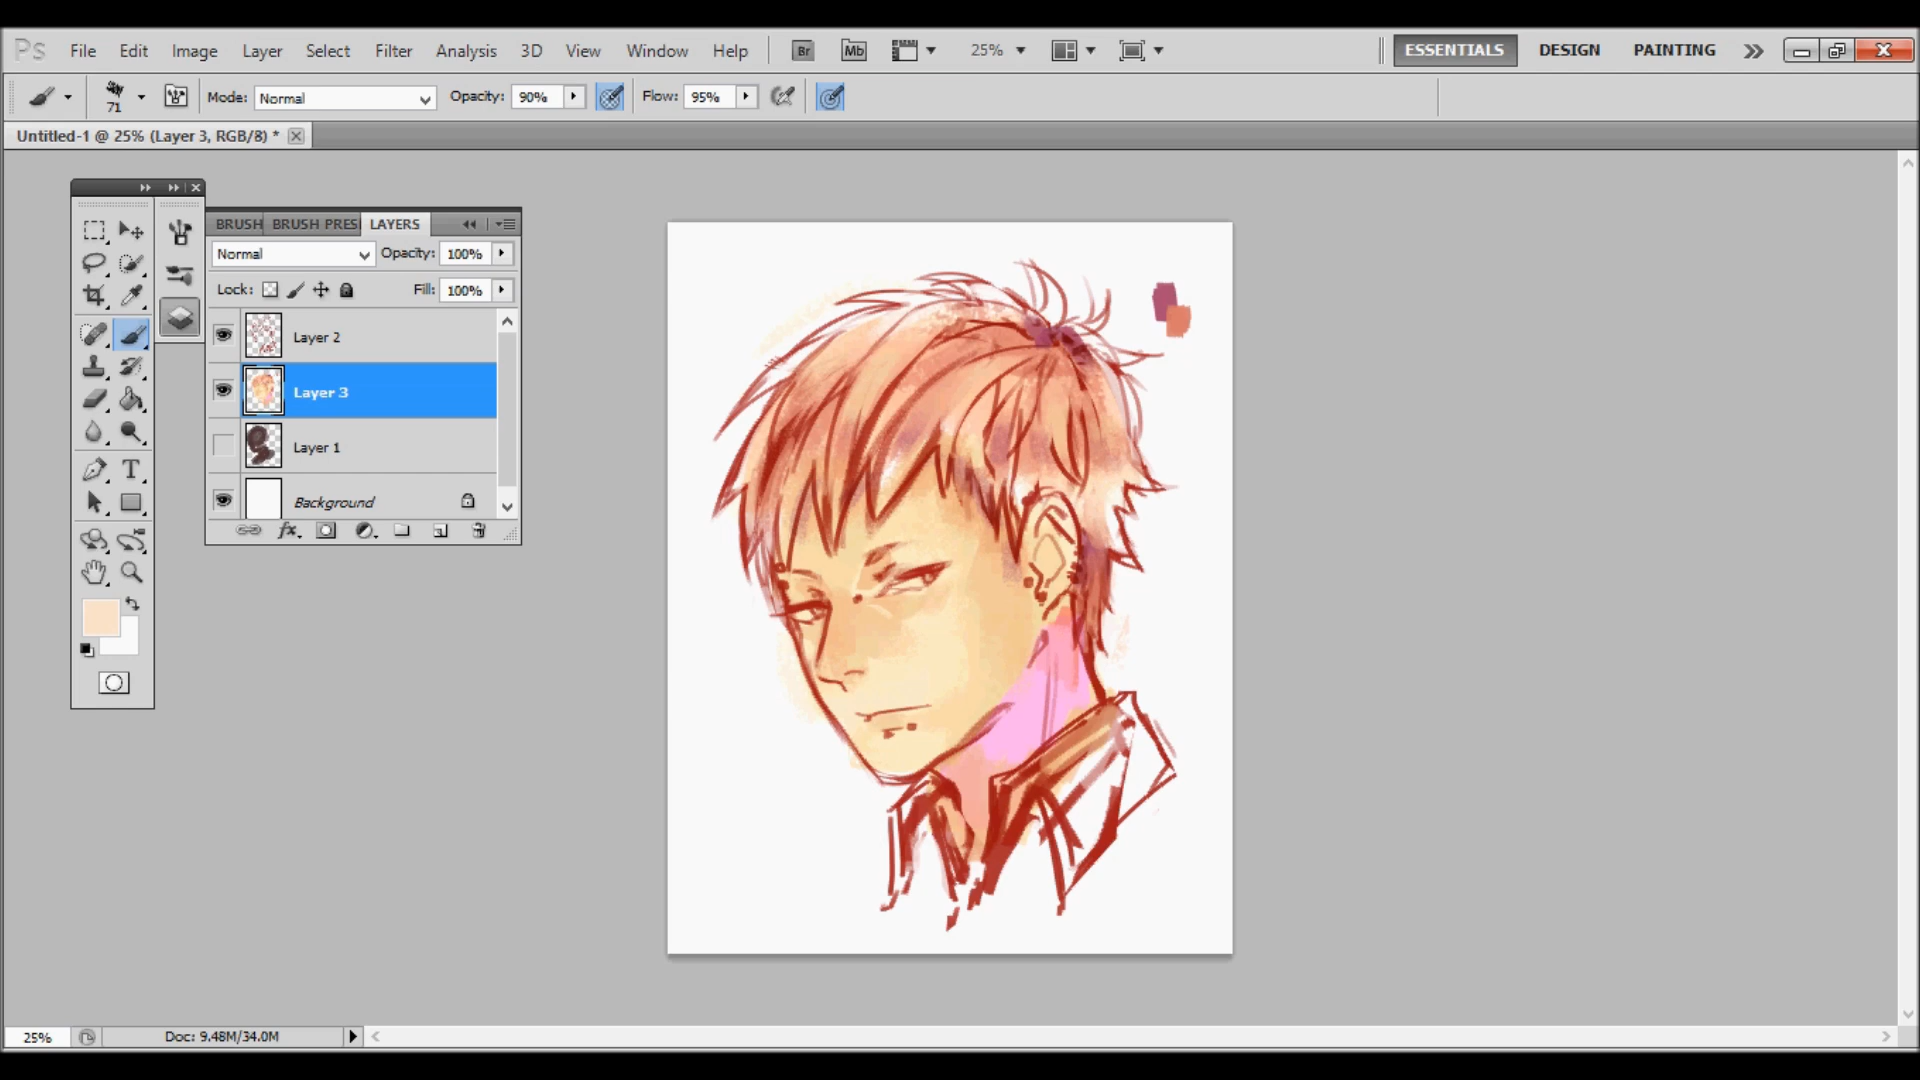 Ps File Edit Image Layer Select Filter Analysis 3D View Window Help Br Mb 25% ESSENTIALS DESIGN PAINTING
71 Mode: Normal Opacity: 90% Flow: 95%
Untitled-1 @ 25% (Layer 3, RGB/8) *
BRUSH BRUSH PRES LAYERS
Normal Opacity: 100%
Lock: Fill: 100%
Layer 2
Layer 3
Layer 1
Background
25% Doc: 9.48M/34.0M